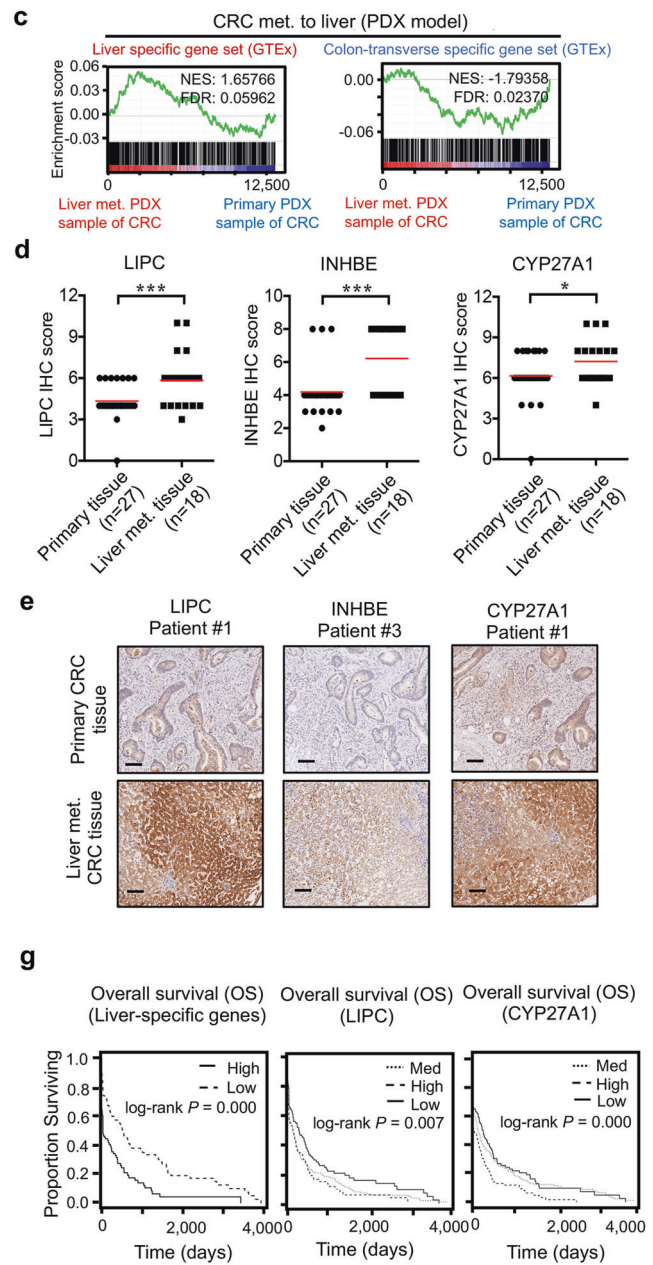 c
CRC met. to liver (PDX model)
Liver specific gene set (GTEx)
Colon-transverse specific gene set (GTEx)
Enrichment score
0.06
0.03
0.00
-0.03
NES: 1.65766
FDR: 0.05962
0
12,500
Liver met. PDX
sample of CRC
Primary PDX
sample of CRC
0.00
-0.06
NES: -1.79358
FDR: 0.02370
0
12,500
Liver met. PDX
sample of CRC
Primary PDX
sample of CRC
d
LIPC
LIPC IHC score
12
9
6
3
0
***
Primary tissue
(n=27)
Liver met. tissue
(n=18)
INHBE
INHBE IHC score
10
8
6
4
2
0
***
Primary tissue
(n=27)
Liver met. tissue
(n=18)
CYP27A1
CYP27A1 IHC score
12
9
6
3
0
*
Primary tissue
(n=27)
Liver met. tissue
(n=18)
e
LIPC
Patient #1
INHBE
Patient #3
CYP27A1
Patient #1
Primary CRC
tissue
Liver met.
CRC tissue
g
Overall survival (OS)
(Liver-specific genes)
Proportion Surviving
1.0
0.8
0.6
0.4
0.2
0.0
High
Low
log-rank P = 0.000
0
2,000
4,000
Time (days)
Overall survival (OS)
(LIPC)
Med
High
Low
log-rank P = 0.007
0
2,000
4,000
Time (days)
Overall survival (OS)
(CYP27A1)
Med
High
Low
log-rank P = 0.000
0
2,000
4,000
Time (days)